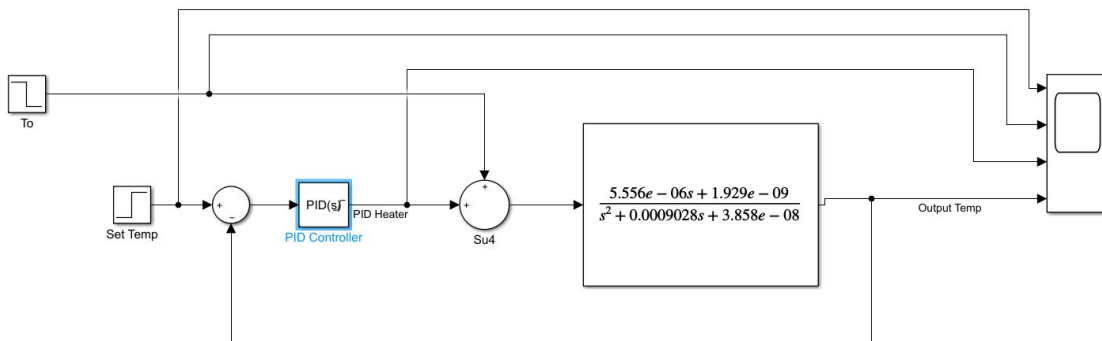 To
Set Temp
+
−
PID(s)
PID Controller
PID Heater
+
+
Su4
5.556e − 06s + 1.929e − 09
s² + 0.0009028s + 3.858e − 08
Output Temp